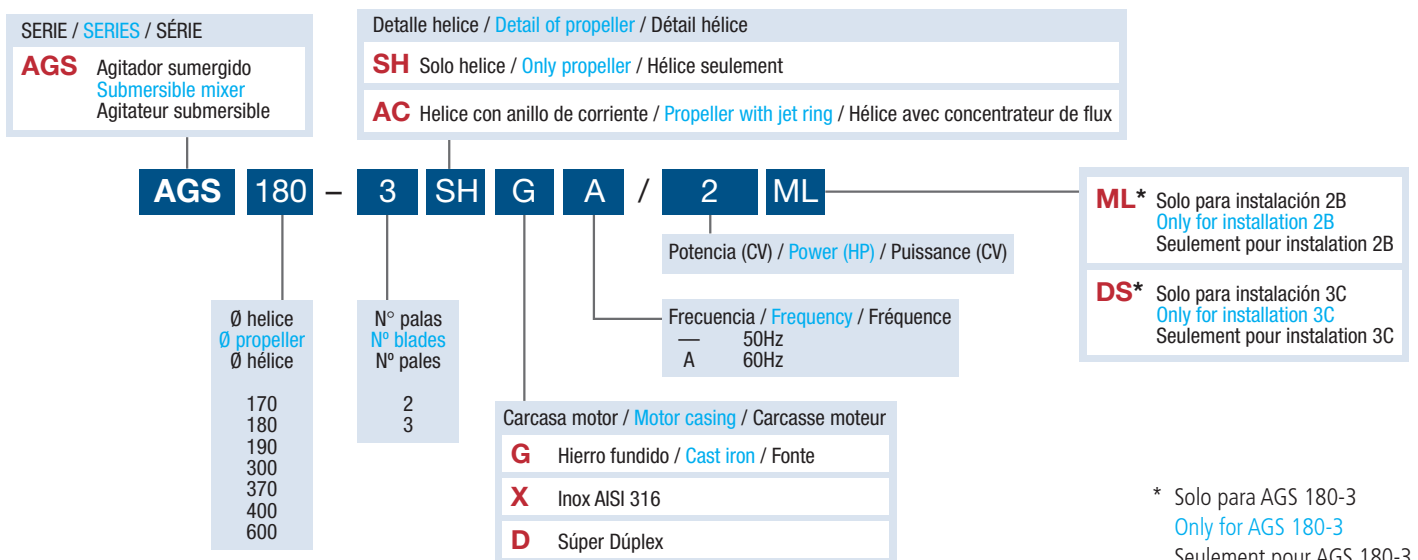 SERIE / SERIES / SÉRIE
AGS Agitador sumergido
Submersible mixer
Agitateur submersible
Detalle helice / Detail of propeller / Détail hélice
SH Solo helice / Only propeller / Hélice seulement
AC Helice con anillo de corriente / Propeller with jet ring / Hélice avec concentrateur de flux
AGS 180 – 3 SH G A / 2 ML
ML* Solo para instalación 2B
Only for installation 2B
Seulement pour instalation 2B
DS* Solo para instalación 3C
Only for installation 3C
Seulement pour instalation 3C
Potencia (CV) / Power (HP) / Puissance (CV)
Frecuencia / Frequency / Fréquence
— 50Hz
A 60Hz
Ø helice
Ø propeller
Ø hélice
170
180
190
300
370
400
600
N° palas
Nº blades
Nº pales
2
3
Carcasa motor / Motor casing / Carcasse moteur
G Hierro fundido / Cast iron / Fonte
X Inox AISI 316
D Súper Dúplex
* Solo para AGS 180-3
Only for AGS 180-3
Seulement pour AGS 180-3